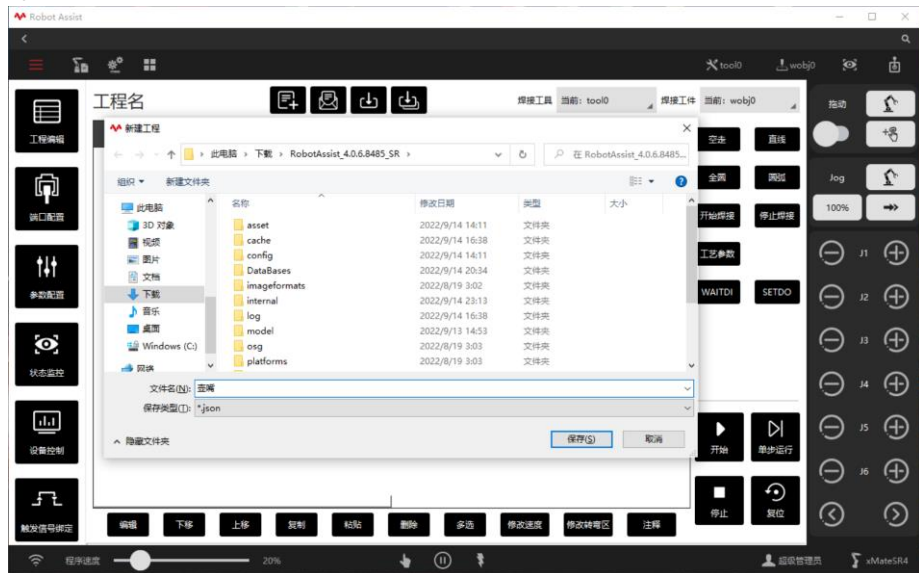 Robot Assist
tool0
wobj0
工程名
焊接工具 当前: tool0
焊接工件 当前: wobj0
工程编辑
端口配置
参数配置
状态监控
设备控制
触发信号绑定
新建工程
此电脑 › 下载 › RobotAssist_4.0.6.8485_SR ›
在 RobotAssist_4.0.6.8485...
组织
新建文件夹
此电脑
3D 对象
视频
图片
文档
下载
音乐
桌面
Windows (C:)
网络
名称 修改日期 类型 大小
asset 2022/9/14 14:11 文件夹
cache 2022/9/14 16:38 文件夹
config 2022/9/14 14:11 文件夹
DataBases 2022/9/14 20:34 文件夹
imageformats 2022/8/19 3:02 文件夹
internal 2022/9/14 23:13 文件夹
log 2022/9/14 16:38 文件夹
model 2022/9/13 14:53 文件夹
osg 2022/8/19 3:03 文件夹
platforms 2022/8/19 3:03 文件夹
文件名(N): 壶嘴
保存类型(T): *.json
隐藏文件夹
保存(S)
取消
空走 直线
全圆 圆弧
开始焊接 停止焊接
工艺参数
WAITDI SETDO
开始 单步运行
停止 复位
拖动
Jog
100%
J1
J2
J3
J4
J5
J6
编辑 下移 上移 复制 粘贴 删除 多选 修改速度 修改转弯区 注释
程序速度 20%
超级管理员
xMateSR4